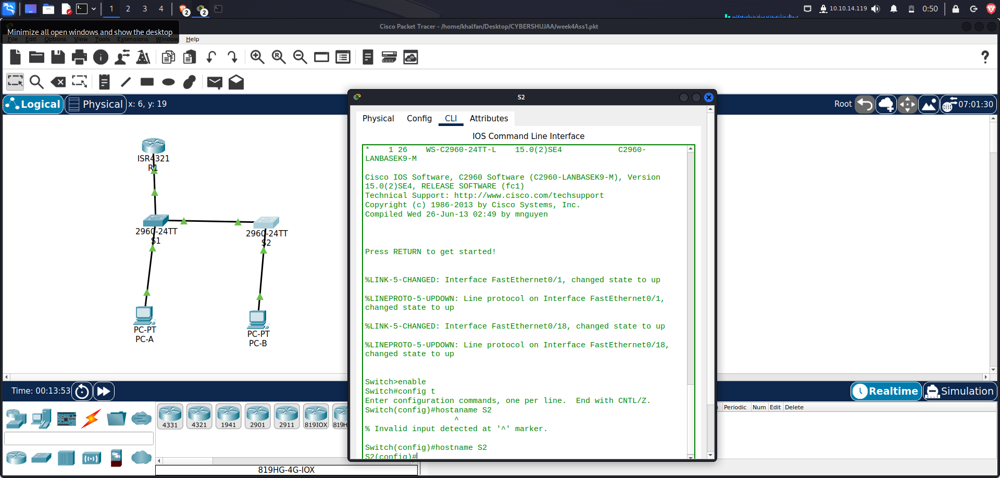 1
2
3
4
2
2
10.10.14.119
0:50
Cisco Packet Tracer - /home/khalfan/Desktop/CYBERSHUJAA/week4Ass1.pkt
Minimize all open windows and show the desktop
File Edit Options View Tools Extensions Window Help
Logical
Physical
x: 6, y: 19
Root
07:01:30
ISR4321
R1
2960-24TT
S1
2960-24TT
S2
PC-PT
PC-A
PC-PT
PC-B
S2
Physical Config CLI Attributes
IOS Command Line Interface
* 1 26 WS-C2960-24TT-L 15.0(2)SE4 C2960-
LANBASEK9-M
Cisco IOS Software, C2960 Software (C2960-LANBASEK9-M), Version
15.0(2)SE4, RELEASE SOFTWARE (fc1)
Technical Support: http://www.cisco.com/techsupport
Copyright (c) 1986-2013 by Cisco Systems, Inc.
Compiled Wed 26-Jun-13 02:49 by mnguyen
Press RETURN to get started!
%LINK-5-CHANGED: Interface FastEthernet0/1, changed state to up
%LINEPROTO-5-UPDOWN: Line protocol on Interface FastEthernet0/1,
changed state to up
%LINK-5-CHANGED: Interface FastEthernet0/18, changed state to up
%LINEPROTO-5-UPDOWN: Line protocol on Interface FastEthernet0/18,
changed state to up
Switch>enable
Switch#config t
Enter configuration commands, one per line. End with CNTL/Z.
Switch(config)#hostaname S2
^
% Invalid input detected at '^' marker.
Switch(config)#hostname S2
S2(config)#
Time: 00:13:53
Realtime
Simulation
Periodic Num Edit Delete
4331
4321
1941
2901
2911
819IOX
819H
819HG-4G-IOX